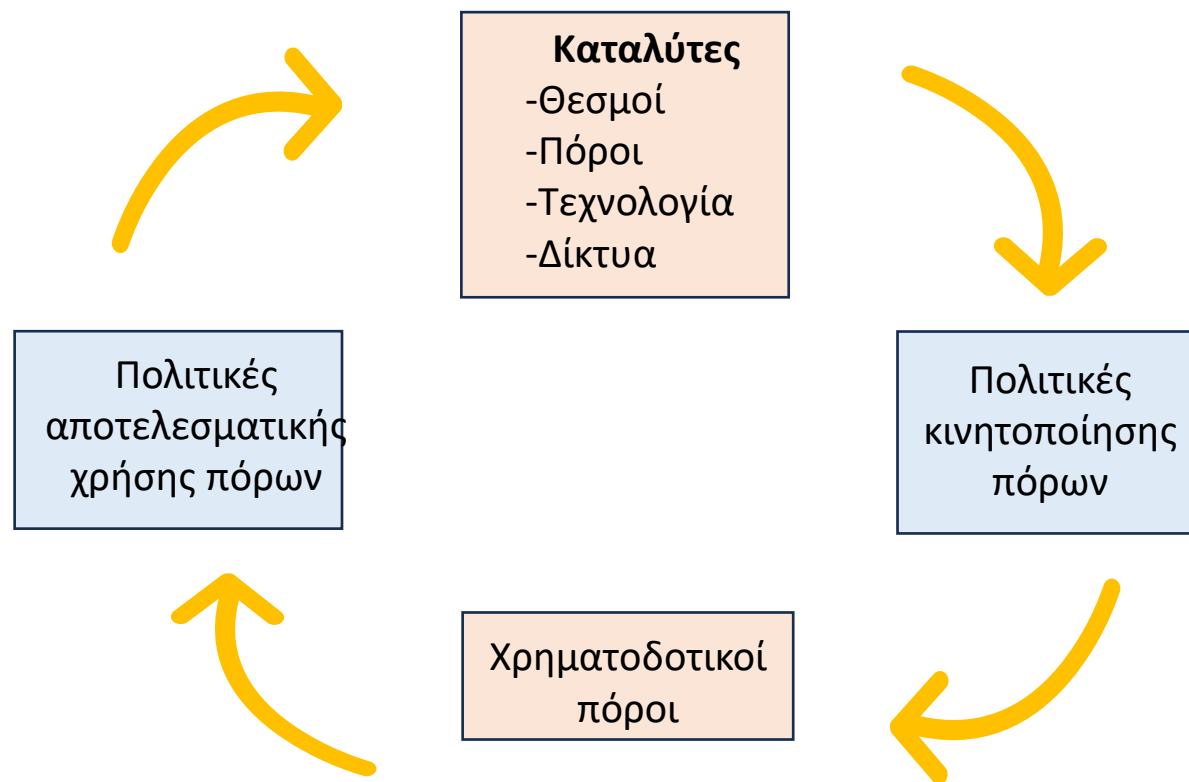 Καταλύτες
-Θεσμοί
-Πόροι
-Τεχνολογία
-Δίκτυα
Πολιτικές
αποτελεσματικής
χρήσης πόρων
Πολιτικές
κινητοποίησης
πόρων
Χρηματοδοτικοί
πόροι